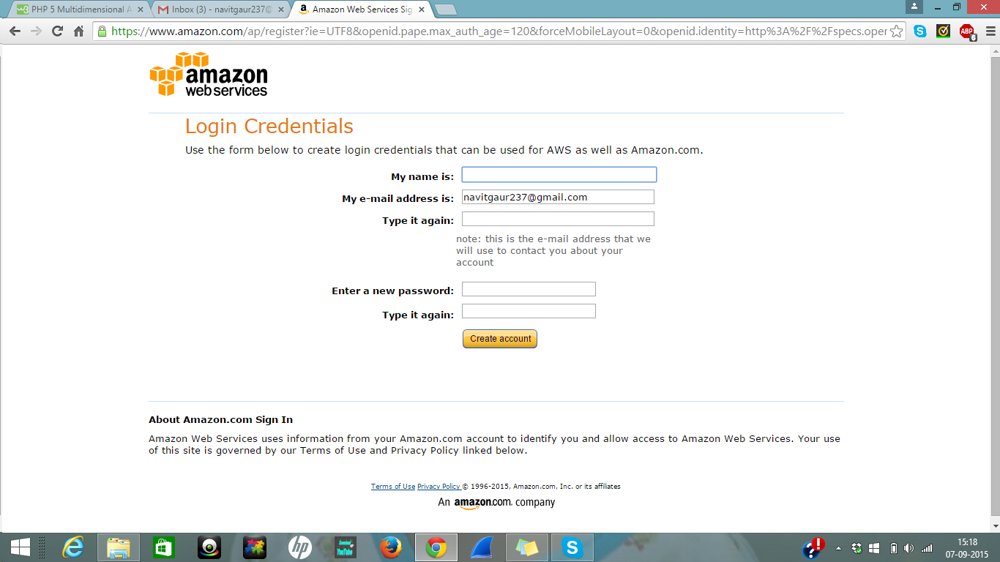 PHP 5 Multidimensional A
Inbox (3) - navitgaur237@
Amazon Web Services Sig
https://www.amazon.com/ap/register?ie=UTF8&openid.pape.max_auth_age=120&forceMobileLayout=0&openid.identity=http%3A%2F%2Fspecs.oper
ABP
6
amazon
web services
Login Credentials
Use the form below to create login credentials that can be used for AWS as well as Amazon.com.
My name is:
My e-mail address is: navitgaur237@gmail.com
Type it again:
note: this is the e-mail address that we
will use to contact you about your
account
Enter a new password:
Type it again:
Create account
About Amazon.com Sign In
Amazon Web Services uses information from your Amazon.com account to identify you and allow access to Amazon Web Services. Your use
of this site is governed by our Terms of Use and Privacy Policy linked below.
Terms of Use Privacy Policy © 1996-2015, Amazon.com, Inc. or its affiliates
An amazon.com. company
15:18
07-09-2015